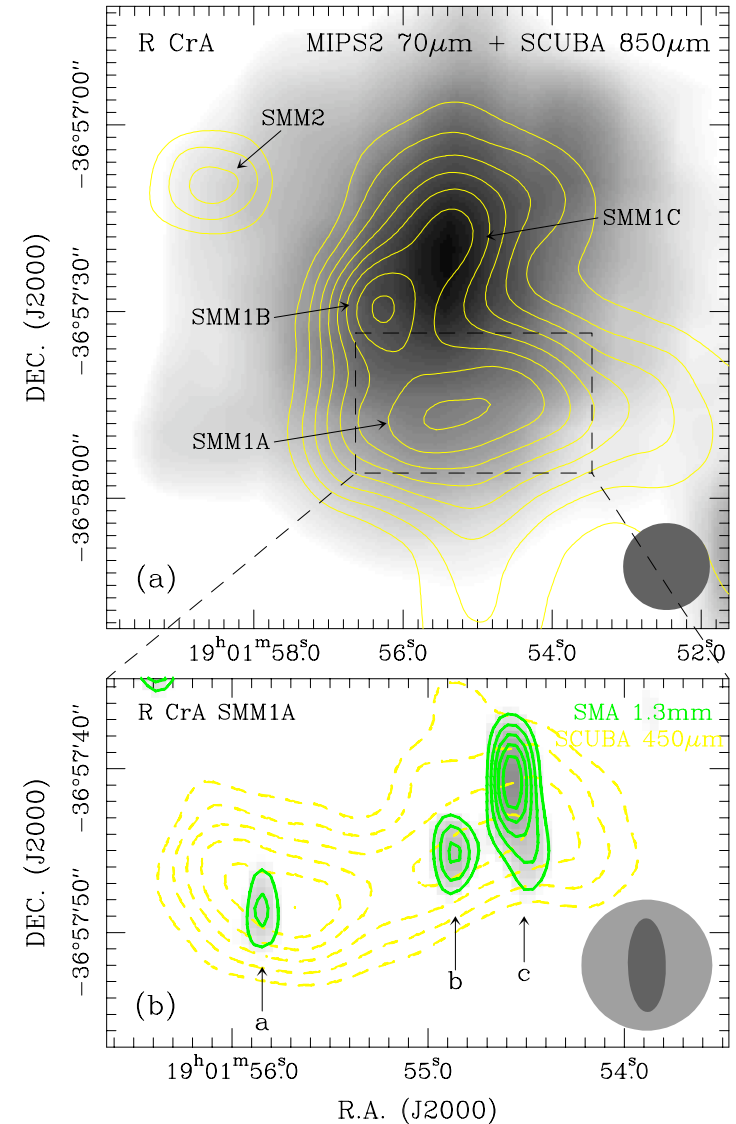 R CrA MIPS2 70μm + SCUBA 850μm
SMM2
SMM1C
SMM1B
SMM1A
(a)
DEC. (J2000)
−36°57′00″
−36°57′30″
−36°58′00″
19ʰ01ᵐ58ˢ.0 56ˢ.0 54ˢ.0 52ˢ.0
R CrA SMM1A SMA 1.3mm
SCUBA 450μm
a
b
c
(b)
DEC. (J2000)
−36°57′40″
−36°57′50″
19ʰ01ᵐ56ˢ.0 55ˢ.0 54ˢ.0
R.A. (J2000)